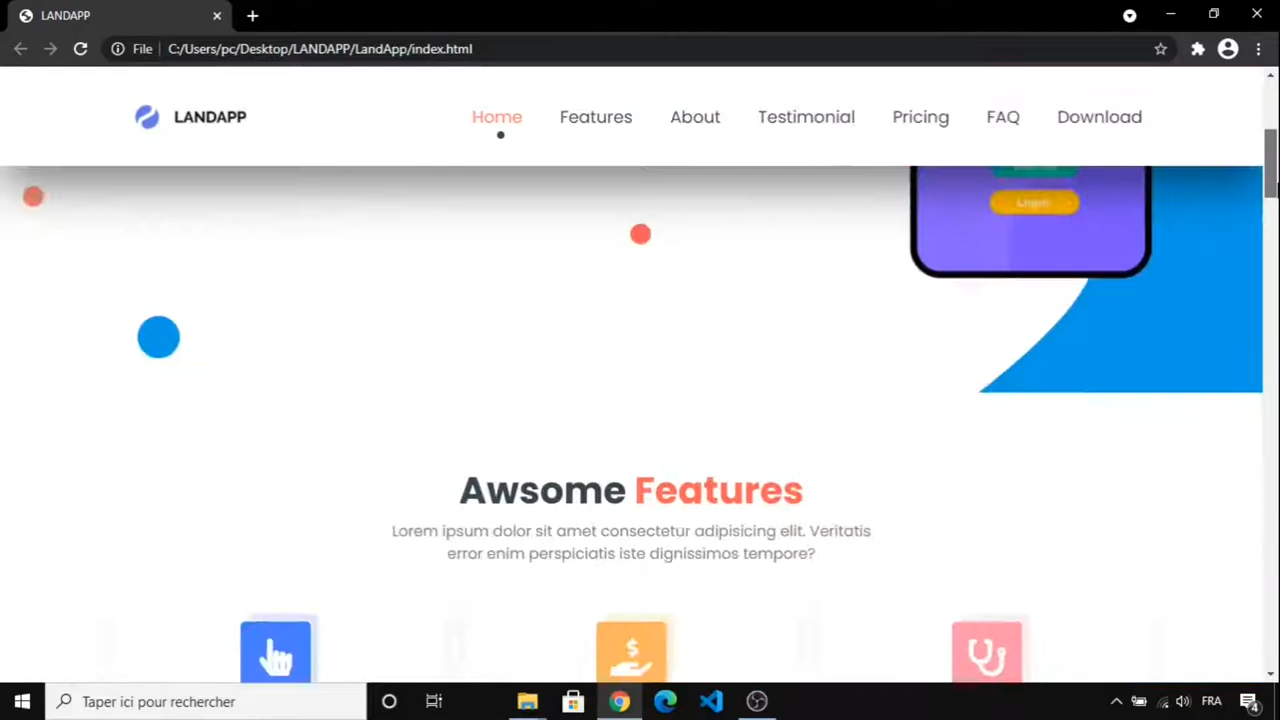 LANDAPP
File
C:/Users/pc/Desktop/LANDAPP/LandApp/index.html
LANDAPP
Home Features About Testimonial Pricing FAQ Download
Login
Awsome Features
Lorem ipsum dolor sit amet consectetur adipisicing elit. Veritatis
error enim perspiciatis iste dignissimos tempore?
$
Taper ici pour rechercher
FRA
4